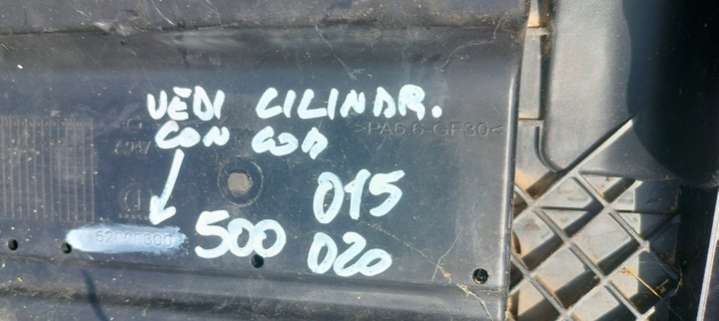 VEDI CILINDR.
CON COD
>PA6.6-GF30<
015
500 020